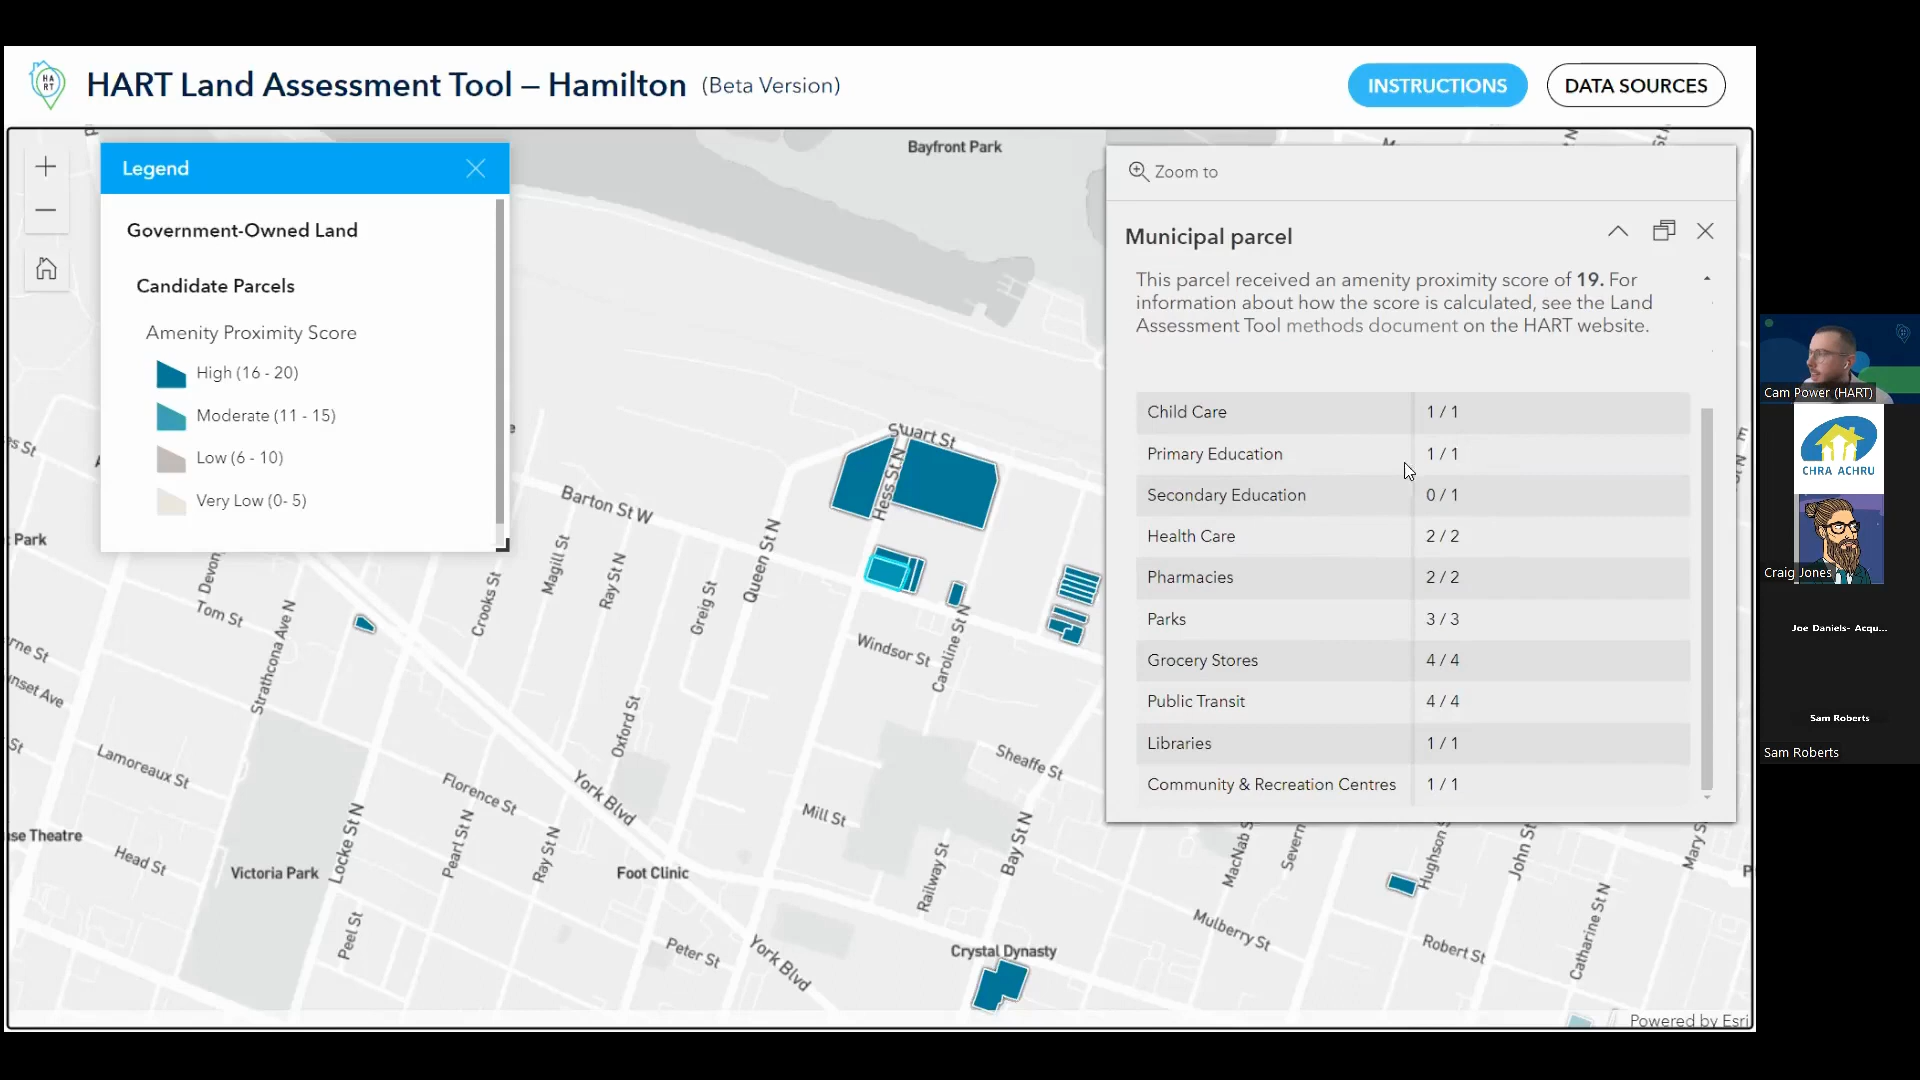 HART Land Assessment Tool – Hamilton (Beta Version)
INSTRUCTIONS
DATA SOURCES
HA
RT
Legend
Government-Owned Land
Candidate Parcels
Amenity Proximity Score
High (16 - 20)
Moderate (11 - 15)
Low (6 - 10)
Very Low (0- 5)
Zoom to
Municipal parcel
This parcel received an amenity proximity score of 19. For
information about how the score is calculated, see the Land
Assessment Tool methods document on the HART website.
Child Care 1 / 1
Primary Education 1 / 1
Secondary Education 0 / 1
Health Care 2 / 2
Pharmacies 2 / 2
Parks 3 / 3
Grocery Stores 4 / 4
Public Transit 4 / 4
Libraries 1 / 1
Community & Recreation Centres 1 / 1
Bayfront Park
Stuart St
Hess St N
Barton St W
Queen St N
Magill St
Ray St N
Crooks St
Greig St
Caroline St N
Windsor St
Tom St
Strathcona Ave N
Park
Oxford St
Sheaffe St
Lamoreaux St
Florence St
York Blvd
Mill St
Locke St N
Pearl St N
Ray St N
Bay St N
Head St
Victoria Park
Foot Clinic
Railway St
Peel St
Peter St
York Blvd
Crystal Dynasty
Mulberry St
Robert St
John St
Catharine St N
Powered by Esri
Cam Power (HART)
CHRA ACHRU
Craig Jones
Joe Daniels- Acqu...
Sam Roberts
Sam Roberts